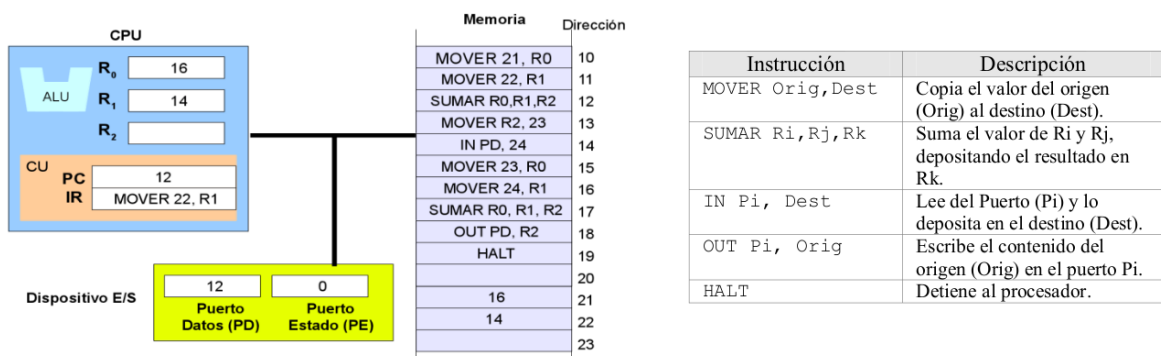 CPU
R0 16
ALU
R1 14
R2
CU
PC 12
IR MOVER 22, R1
Dispositivo E/S
12 0
Puerto Puerto
Datos (PD) Estado (PE)
Memoria
Dirección
MOVER 21, R0 10
MOVER 22, R1 11
SUMAR R0,R1,R2 12
MOVER R2, 23 13
IN PD, 24 14
MOVER 23, R0 15
MOVER 24, R1 16
SUMAR R0, R1, R2 17
OUT PD, R2 18
HALT 19
20
16 21
14 22
23
Instrucción Descripción
MOVER Orig,Dest Copia el valor del origen
(Orig) al destino (Dest).
SUMAR Ri,Rj,Rk Suma el valor de Ri y Rj,
depositando el resultado en
Rk.
IN Pi, Dest Lee del Puerto (Pi) y lo
deposita en el destino (Dest).
OUT Pi, Orig Escribe el contenido del
origen (Orig) en el puerto Pi.
HALT Detiene al procesador.